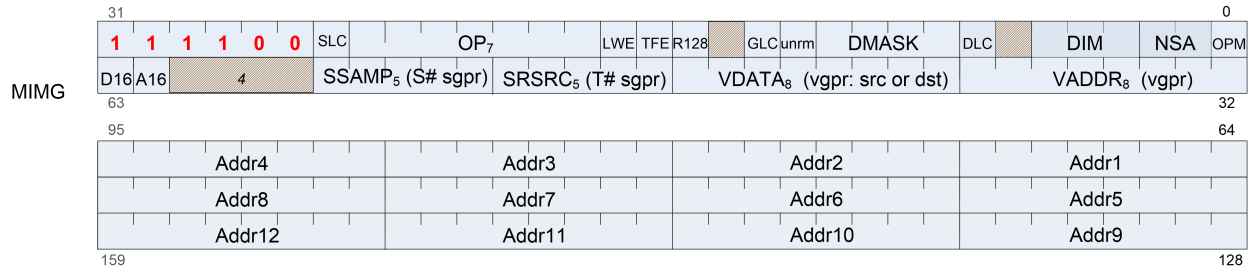 31 0
1 1 1 1 0 0 SLC OP7 LWE TFE R128 GLC unrm DMASK DLC DIM NSA OPM
MIMG
D16 A16 4 SSAMP5 (S# sgpr) SRSRC5 (T# sgpr) VDATA8 (vgpr: src or dst) VADDR8 (vgpr)
63 32
95 64
Addr4 Addr3 Addr2 Addr1
Addr8 Addr7 Addr6 Addr5
Addr12 Addr11 Addr10 Addr9
159 128